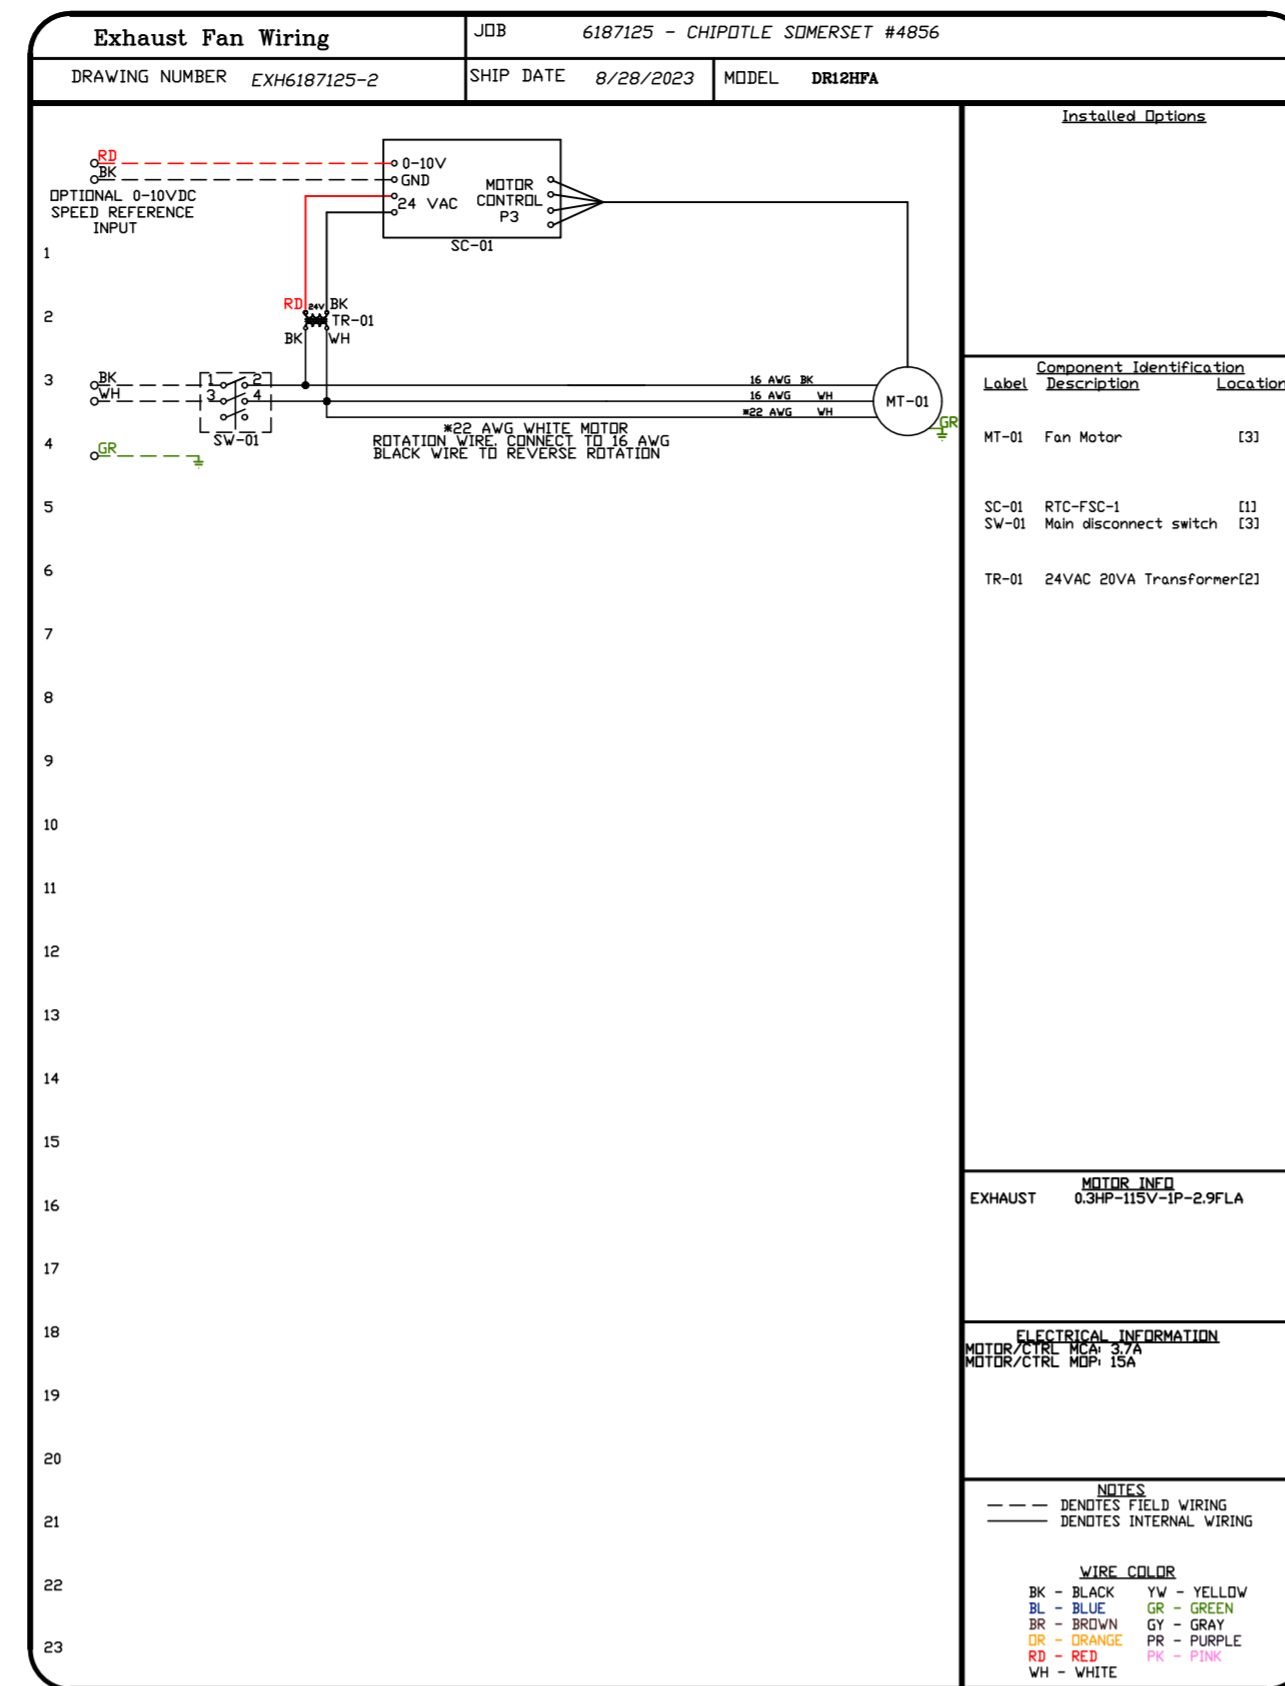 Exhaust Fan Wiring
JOB 6187125 - CHIPOTLE SOMERSET #4856
DRAWING NUMBER EXH6187125-2
SHIP DATE 8/28/2023
MODEL DR12HFA
RD
BK
OPTIONAL 0-10VDC
SPEED REFERENCE
INPUT
0-10V
GND
24 VAC
MOTOR
CONTROL
P3
SC-01
RD 24V BK
TR-01
BK WH
BK
WH
1 2
3 4
SW-01
GR
16 AWG BK
16 AWG WH
*22 AWG WH
MT-01
GR
*22 AWG WHITE MOTOR
ROTATION WIRE. CONNECT TO 16 AWG
BLACK WIRE TO REVERSE ROTATION
1
2
3
4
5
6
7
8
9
10
11
12
13
14
15
16
17
18
19
20
21
22
23
Installed Options
Component Identification
Label Description Location
MT-01 Fan Motor [3]
SC-01 RTC-FSC-1 [1]
SW-01 Main disconnect switch [3]
TR-01 24VAC 20VA Transformer[2]
MOTOR INFO
EXHAUST 0.3HP-115V-1P-2.9FLA
ELECTRICAL INFORMATION
MOTOR/CTRL MCA: 3.7A
MOTOR/CTRL MOP: 15A
NOTES
DENOTES FIELD WIRING
DENOTES INTERNAL WIRING
WIRE COLOR
BK - BLACK YW - YELLOW
BL - BLUE GR - GREEN
BR - BROWN GY - GRAY
OR - ORANGE PR - PURPLE
RD - RED PK - PINK
WH - WHITE